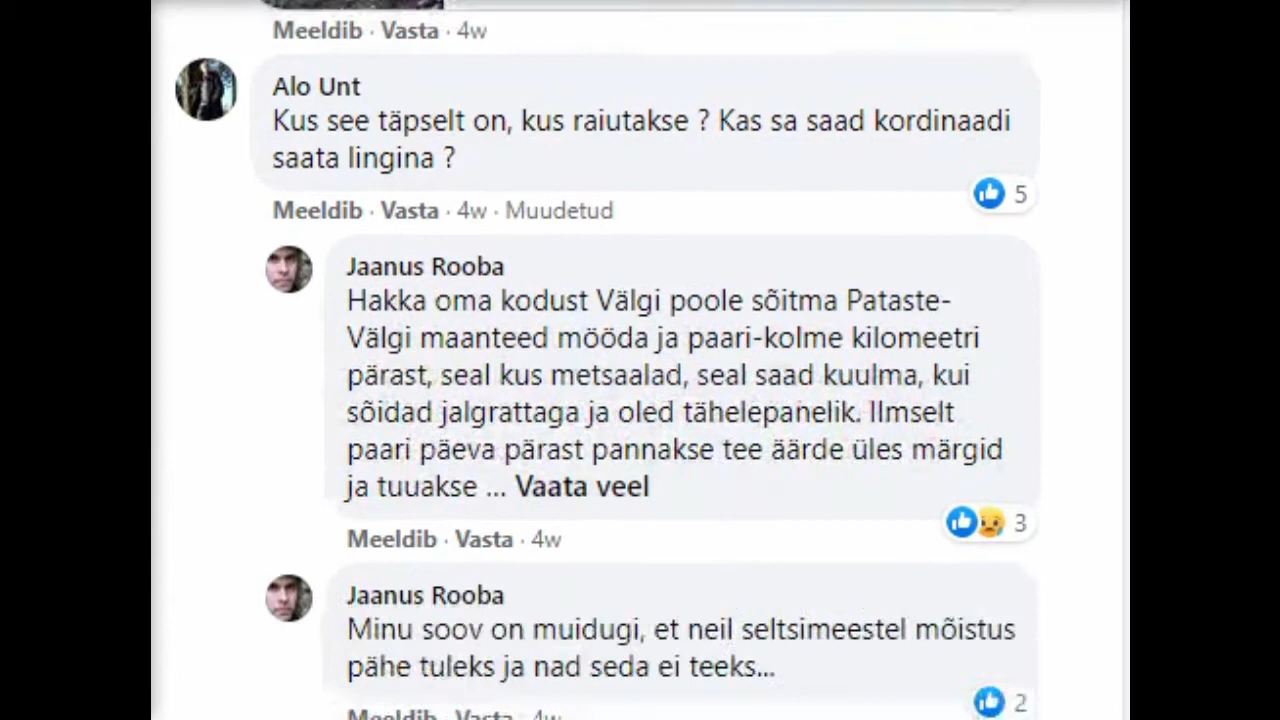 Meeldib · Vasta · 4w
Alo Unt
Kus see täpselt on, kus raiutakse ? Kas sa saad kordinaadi
saata lingina ?
5
Meeldib · Vasta · 4w · Muudetud
Jaanus Rooba
Hakka oma kodust Välgi poole sõitma Pataste-
Välgi maanteed mööda ja paari-kolme kilomeetri
pärast, seal kus metsaalad, seal saad kuulma, kui
sõidad jalgrattaga ja oled tähelepanelik. Ilmselt
paari päeva pärast pannakse tee äärde üles märgid
ja tuuakse ... Vaata veel
3
Meeldib · Vasta · 4w
Jaanus Rooba
Minu soov on muidugi, et neil seltsimeestel mõistus
pähe tuleks ja nad seda ei teeks...
2
Meeldib · Vasta · 4w